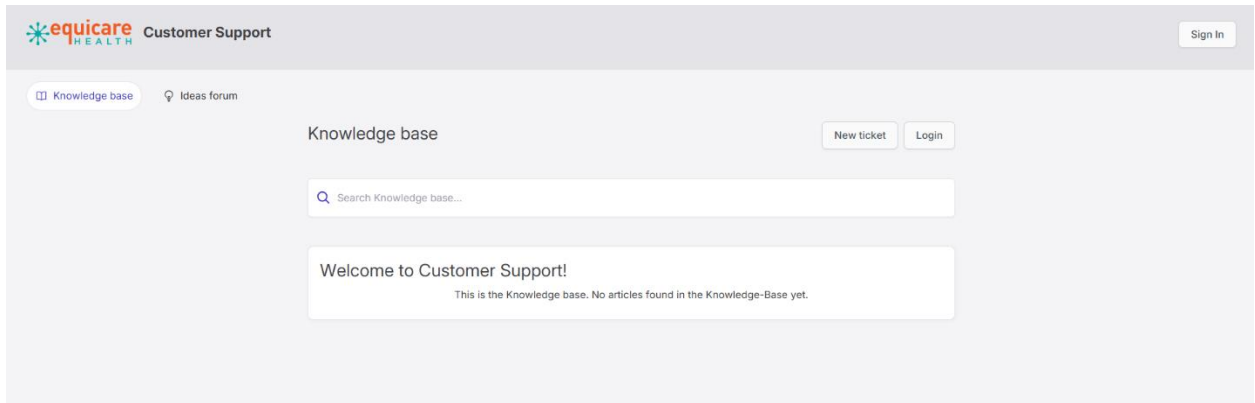 equicare
HEALTH
Customer Support
Sign In
Knowledge base
Ideas forum
Knowledge base
New ticket
Login
Search Knowledge base...
Welcome to Customer Support!
This is the Knowledge base. No articles found in the Knowledge-Base yet.